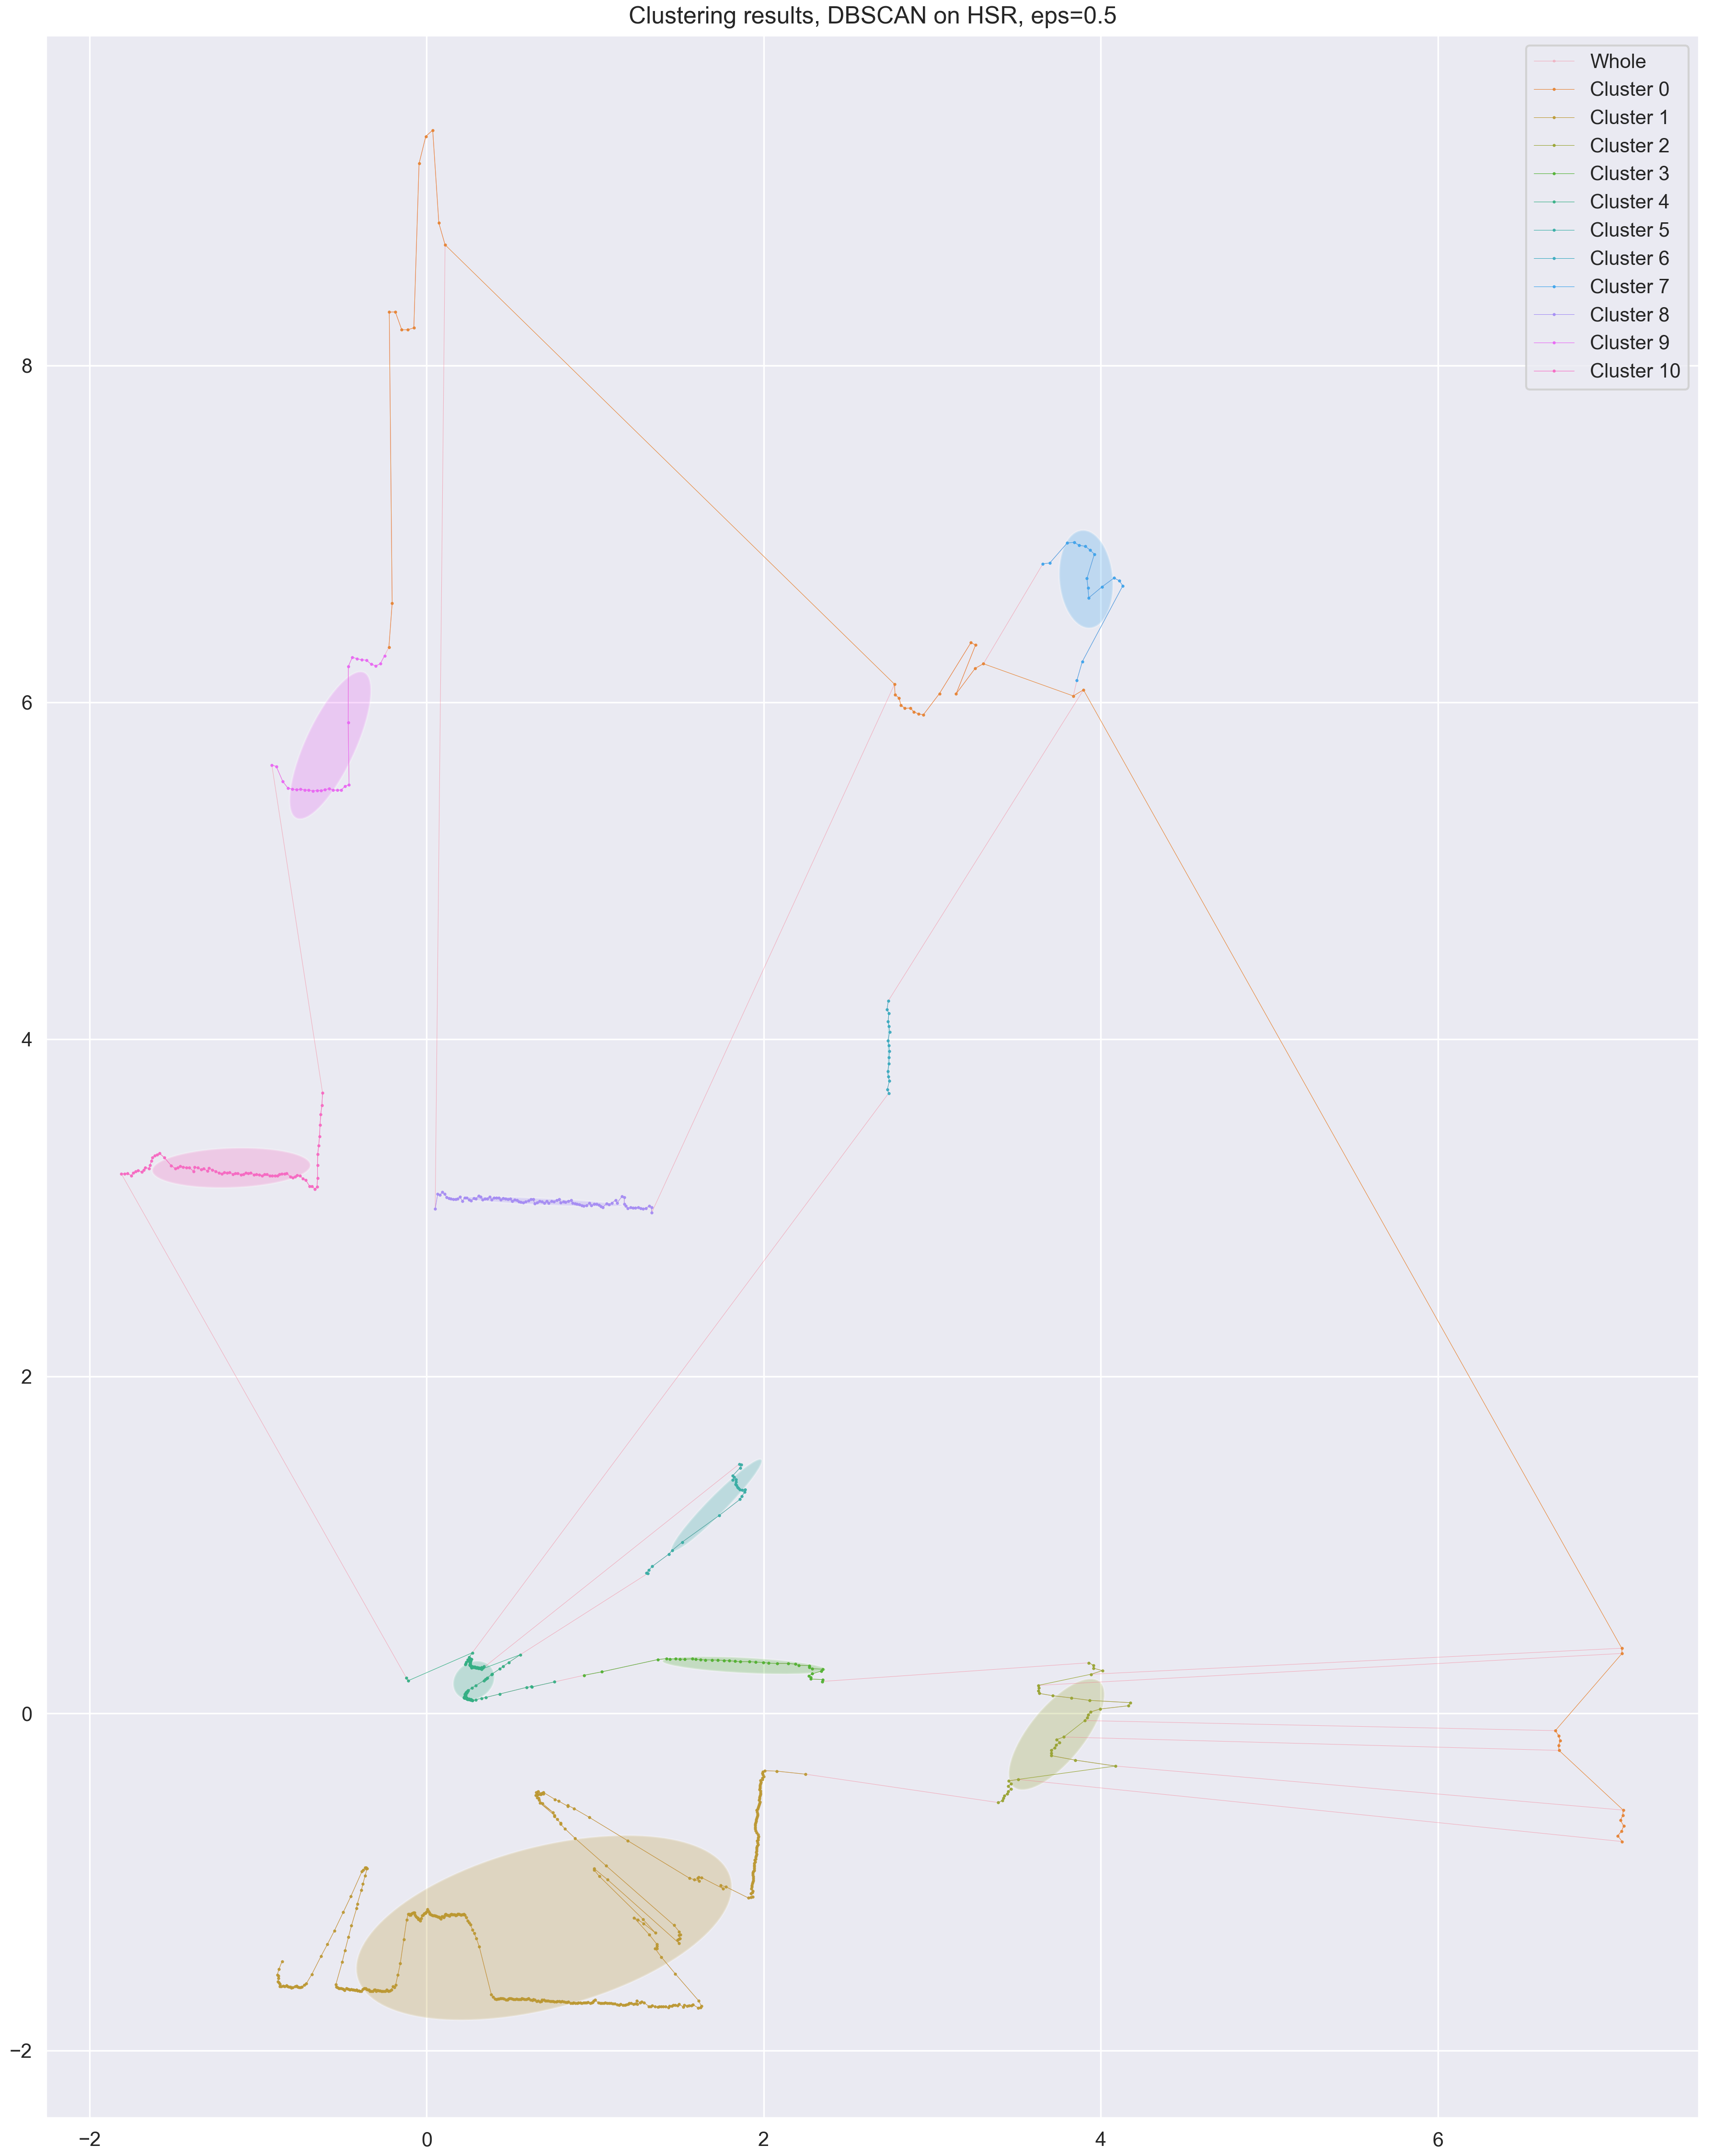 Clustering results, DBSCAN on HSR, eps=0.5
Whole
Cluster 0
Cluster 1
Cluster 2
Cluster 3
Cluster 4
Cluster 5
Cluster 6
Cluster 7
Cluster 8
Cluster 9
Cluster 10
8
6
4
2
0
−2
−2
0
2
4
6